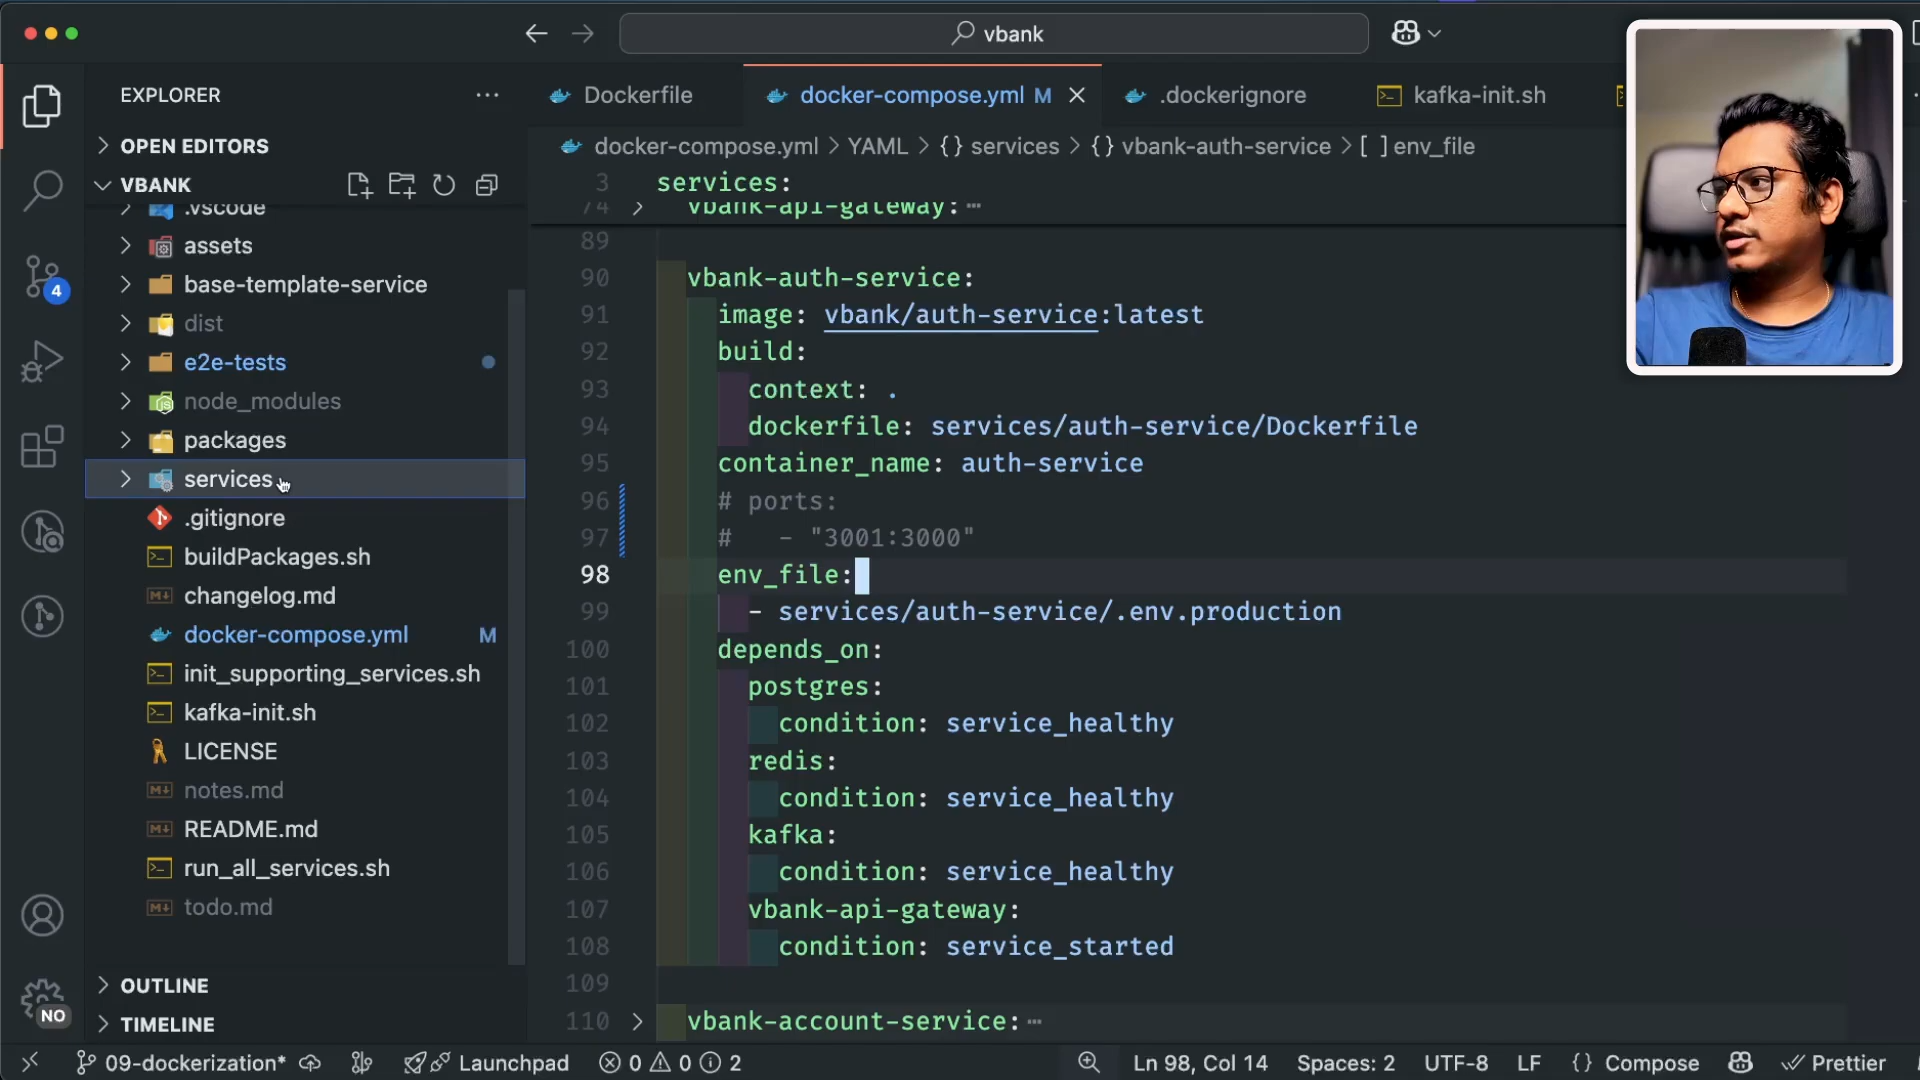 vbank
EXPLORER
OPEN EDITORS
VBANK
.vscode
assets
base-template-service
dist
e2e-tests
node_modules
packages
services
.gitignore
buildPackages.sh
changelog.md
docker-compose.yml M
init_supporting_services.sh
kafka-init.sh
LICENSE
notes.md
README.md
run_all_services.sh
todo.md
OUTLINE
TIMELINE
4
NO
Dockerfile
docker-compose.yml M
.dockerignore
kafka-init.sh
docker-compose.yml > YAML > {} services > {} vbank-auth-service > [ ] env_file
3 services:
74 vbank-api-gateway: ⋯
89
90 vbank-auth-service:
91 image: vbank/auth-service:latest
92 build:
93 context: .
94 dockerfile: services/auth-service/Dockerfile
95 container_name: auth-service
96 # ports:
97 #   - "3001:3000"
98 env_file:
99 - services/auth-service/.env.production
100 depends_on:
101 postgres:
102 condition: service_healthy
103 redis:
104 condition: service_healthy
105 kafka:
106 condition: service_healthy
107 vbank-api-gateway:
108 condition: service_started
109
110 vbank-account-service: ⋯
09-dockerization* Launchpad 0 0 2 Ln 98, Col 14 Spaces: 2 UTF-8 LF {} Compose Prettier